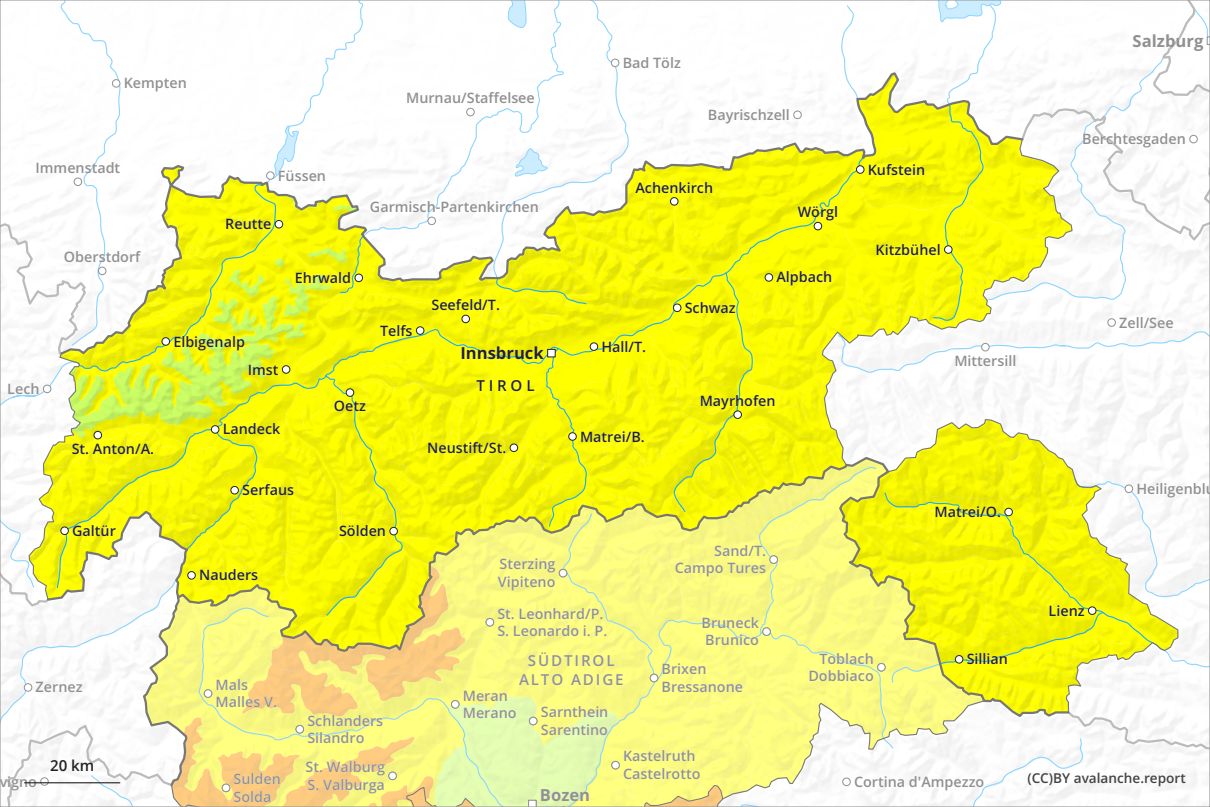 Salzburg
Bad Tölz
Kempten
Murnau/Staffelsee
Bayrischzell
Berchtesgaden
Immenstadt
Füssen
Kufstein
Achenkirch
Garmisch-Partenkirchen
Reutte
Wörgl
Oberstdorf
Kitzbühel
Ehrwald
Alpbach
Seefeld/T.
Schwaz
Zell/See
Telfs
Elbigenalp
Innsbruck
Hall/T.
Mittersill
Imst
TIROL
Lech
Oetz
Mayrhofen
Landeck
Matrei/B.
St. Anton/A.
Neustift/St.
Serfaus
Heiligenblu
Matrei/O.
Galtür
Sölden
Sterzing
Vipiteno
Sand/T.
Campo Tures
Nauders
St. Leonhard/P.
S. Leonardo i. P.
Lienz
Bruneck
Brunico
SÜDTIROL
ALTO ADIGE
Toblach
Dobbiaco
Sillian
Brixen
Bressanone
Zernez
Mals
Malles V.
Meran
Merano
Sarnthein
Sarentino
Schlanders
Silandro
Kastelruth
Castelrotto
20 km
St. Walburg
S. Valburga
Sulden
Solda
vigno
Cortina d'Ampezzo
(CC)BY avalanche.report
Bozen